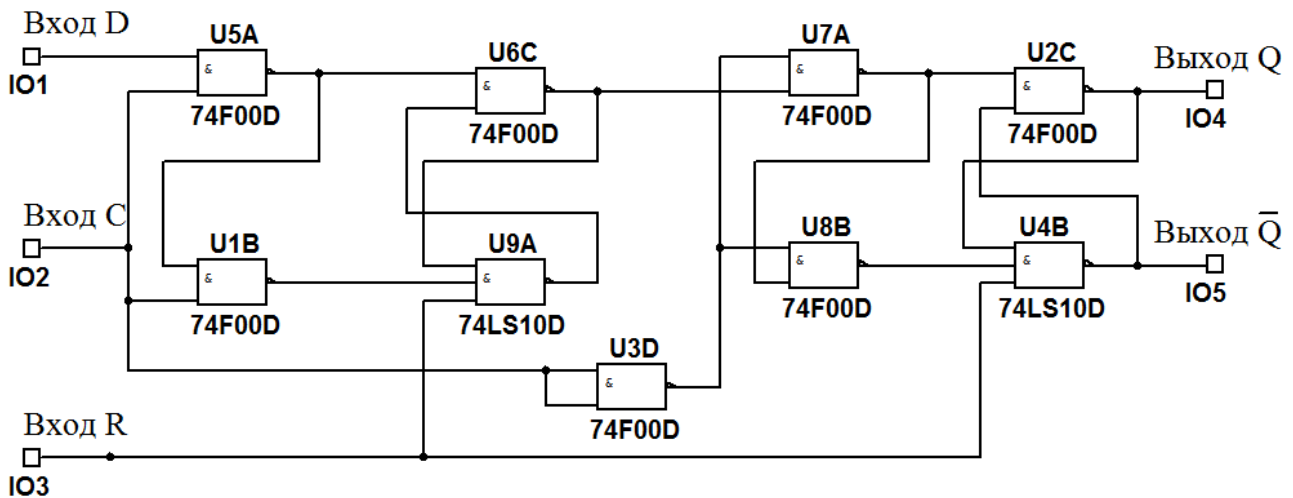 Вход D
IO1
U5A
&
74F00D
U6C
&
74F00D
U7A
&
74F00D
U2C
&
74F00D
Выход Q
IO4
Вход C
IO2
U1B
&
74F00D
U9A
&
74LS10D
U8B
&
74F00D
U4B
&
74LS10D
Выход Q̅
IO5
U3D
&
74F00D
Вход R
IO3